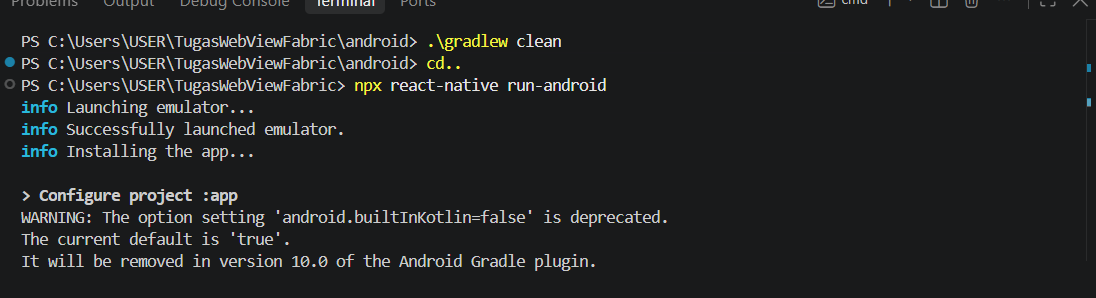 Problems Output Debug Console Terminal Ports cmd
PS C:\Users\USER\TugasWebViewFabric\android> .\gradlew clean
PS C:\Users\USER\TugasWebViewFabric\android> cd..
PS C:\Users\USER\TugasWebViewFabric> npx react-native run-android
info Launching emulator...
info Successfully launched emulator.
info Installing the app...
> Configure project :app
WARNING: The option setting 'android.builtInKotlin=false' is deprecated.
The current default is 'true'.
It will be removed in version 10.0 of the Android Gradle plugin.